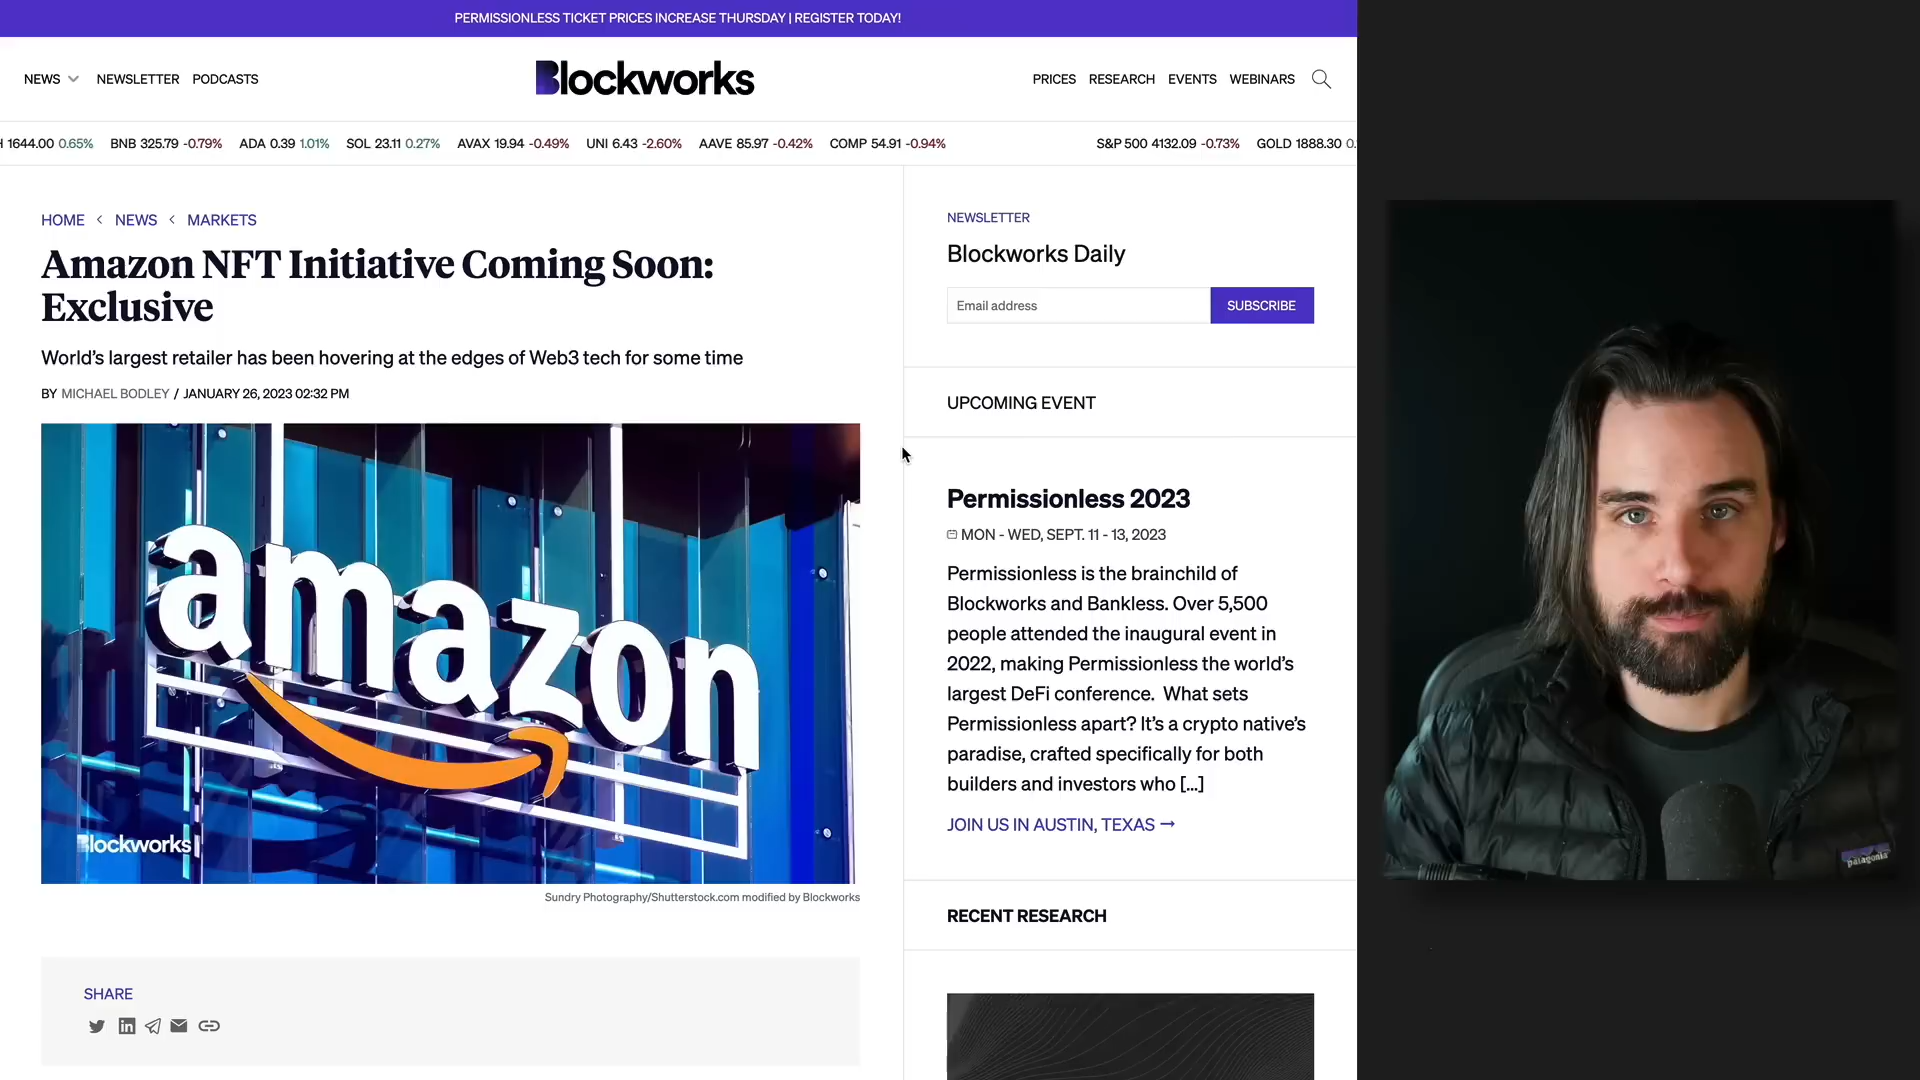 PERMISSIONLESS TICKET PRICES INCREASE THURSDAY | REGISTER TODAY!
NEWS NEWSLETTER PODCASTS
Blockworks
PRICES RESEARCH EVENTS WEBINARS
1644.00 0.65% BNB 325.79 -0.79% ADA 0.39 1.01% SOL 23.11 0.27% AVAX 19.94 -0.49% UNI 6.43 -2.60% AAVE 85.97 -0.42% COMP 54.91 -0.94% S&P 500 4132.09 -0.73% GOLD 1888.30 0.
HOME < NEWS < MARKETS
Amazon NFT Initiative Coming Soon:
Exclusive
World's largest retailer has been hovering at the edges of Web3 tech for some time
BY MICHAEL BODLEY / JANUARY 26, 2023 02:32 PM
amazon
Blockworks
Sundry Photography/Shutterstock.com modified by Blockworks
SHARE
NEWSLETTER
Blockworks Daily
Email address SUBSCRIBE
UPCOMING EVENT
Permissionless 2023
MON - WED, SEPT. 11 - 13, 2023
Permissionless is the brainchild of
Blockworks and Bankless. Over 5,500
people attended the inaugural event in
2022, making Permissionless the world's
largest DeFi conference. What sets
Permissionless apart? It's a crypto native's
paradise, crafted specifically for both
builders and investors who [...]
JOIN US IN AUSTIN, TEXAS →
RECENT RESEARCH
patagonia